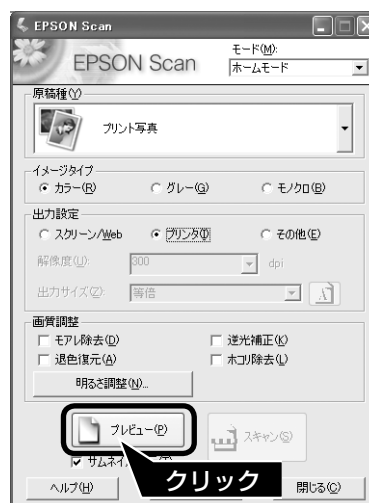 EPSON Scan
EPSON Scan
モード(M):
ホームモード
原稿種(Y)
プリント写真
イメージタイプ
カラー(R)
グレー(G)
モノクロ(B)
出力設定
スクリーン/Web
プリンタ(I)
その他(E)
解像度(U):
300
dpi
出力サイズ(Z):
等倍
画質調整
モアレ除去(D)
逆光補正(K)
退色復元(A)
ホコリ除去(L)
明るさ調整(N)...
プレビュー(P)
スキャン(S)
サムネイ
クリック
ヘルプ(H)
閉じる(C)